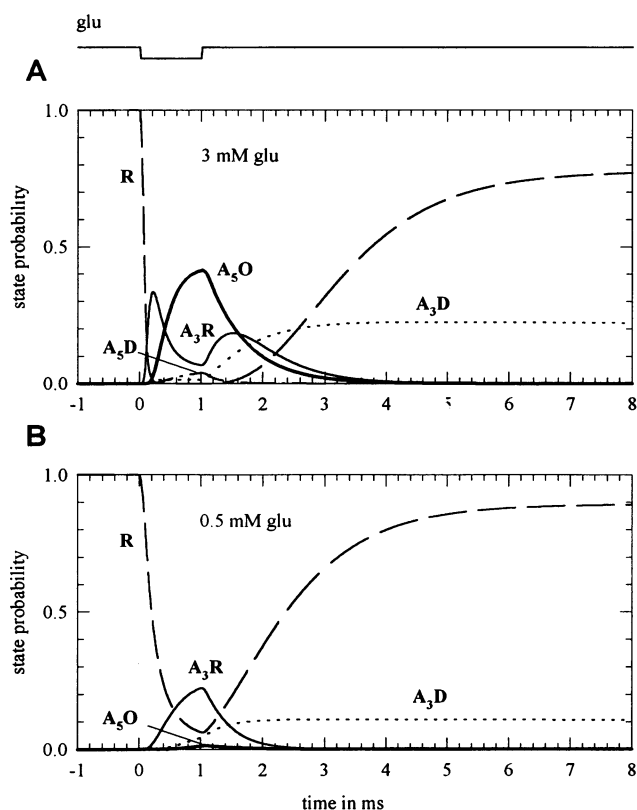 glu
A
1.0
3 mM glu
R
state probability
0.5
A₅O
A₃D
A₃R
A₅D
0.0
-1 0 1 2 3 4 6 7 8
B
1.0
0.5 mM glu
R
state probability
0.5
A₃R
A₅O
A₃D
0.0
-1 0 1 2 3 4 5 6 7 8
time in ms